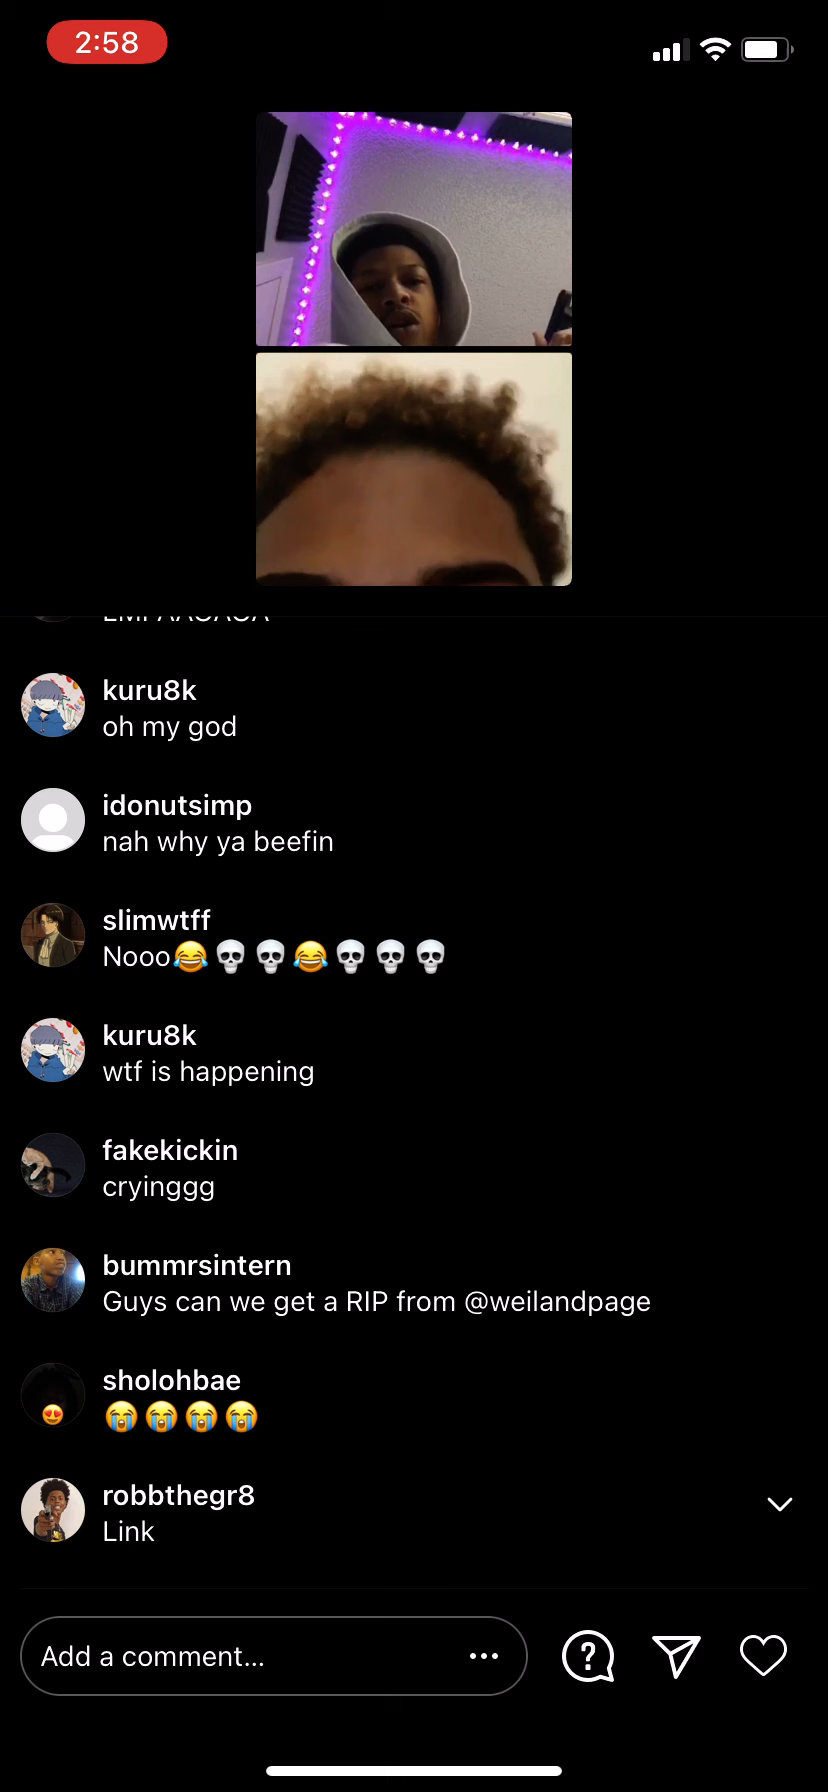 2:58
kuru8k
oh my god
idonutsimp
nah why ya beefin
slimwtff
Nooo😂💀💀😂💀💀💀
kuru8k
wtf is happening
fakekickin
cryinggg
bummrsintern
Guys can we get a RIP from @weilandpage
sholohbae
😭😭😭😭
robbthegr8
Link
Add a comment...